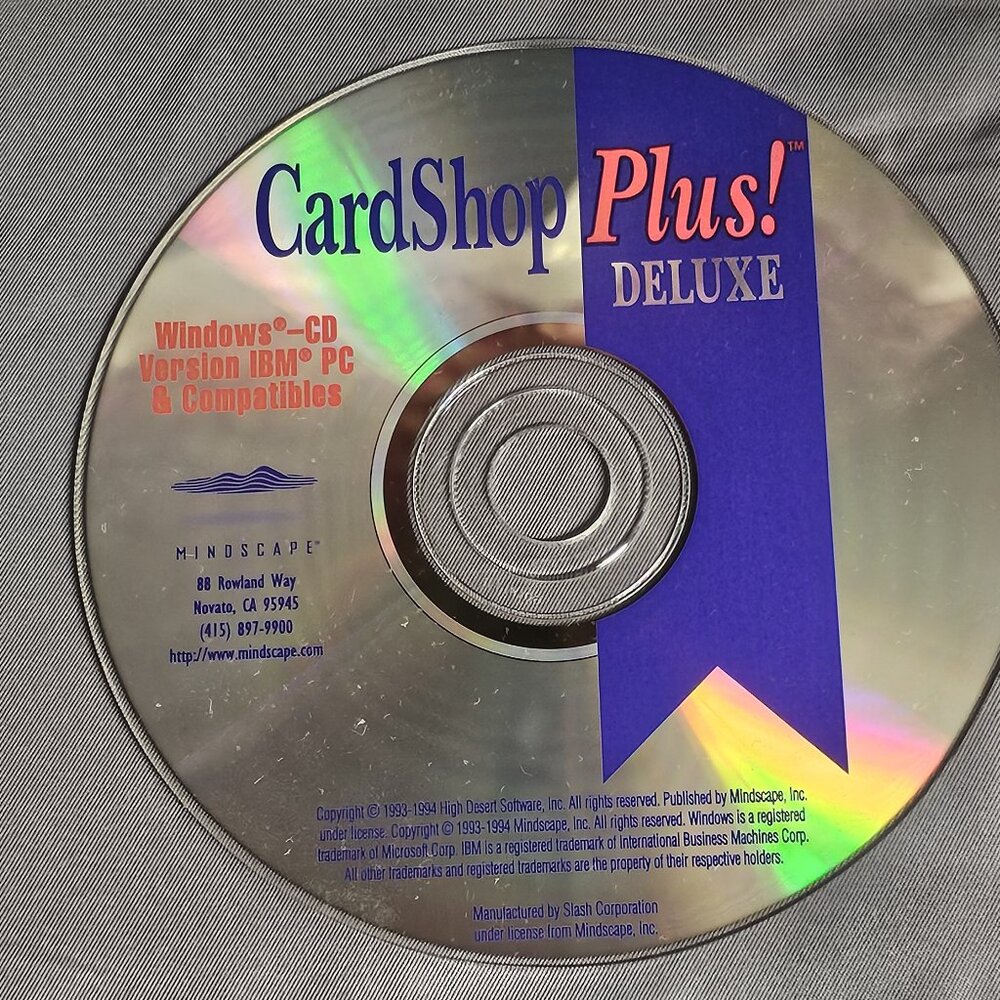 CardShop Plus!™
DELUXE
Windows®–CD
Version IBM® PC
& Compatibles
MINDSCAPE™
88 Rowland Way
Novato, CA 95945
(415) 897-9900
http://www.mindscape.com
Copyright © 1993-1994 High Desert Software, Inc. All rights reserved. Published by Mindscape, Inc.
under license. Copyright © 1993-1994 Mindscape, Inc. All rights reserved. Windows is a registered
trademark of Microsoft Corp. IBM is a registered trademark of International Business Machines Corp.
All other trademarks and registered trademarks are the property of their respective holders.
Manufactured by Slash Corporation
under license from Mindscape, Inc.